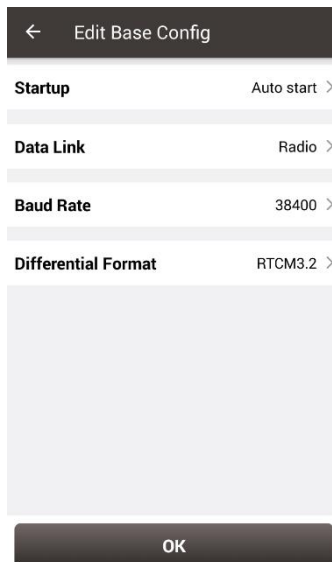 Edit Base Config
Startup Auto start
Data Link Radio
Baud Rate 38400
Differential Format RTCM3.2
OK